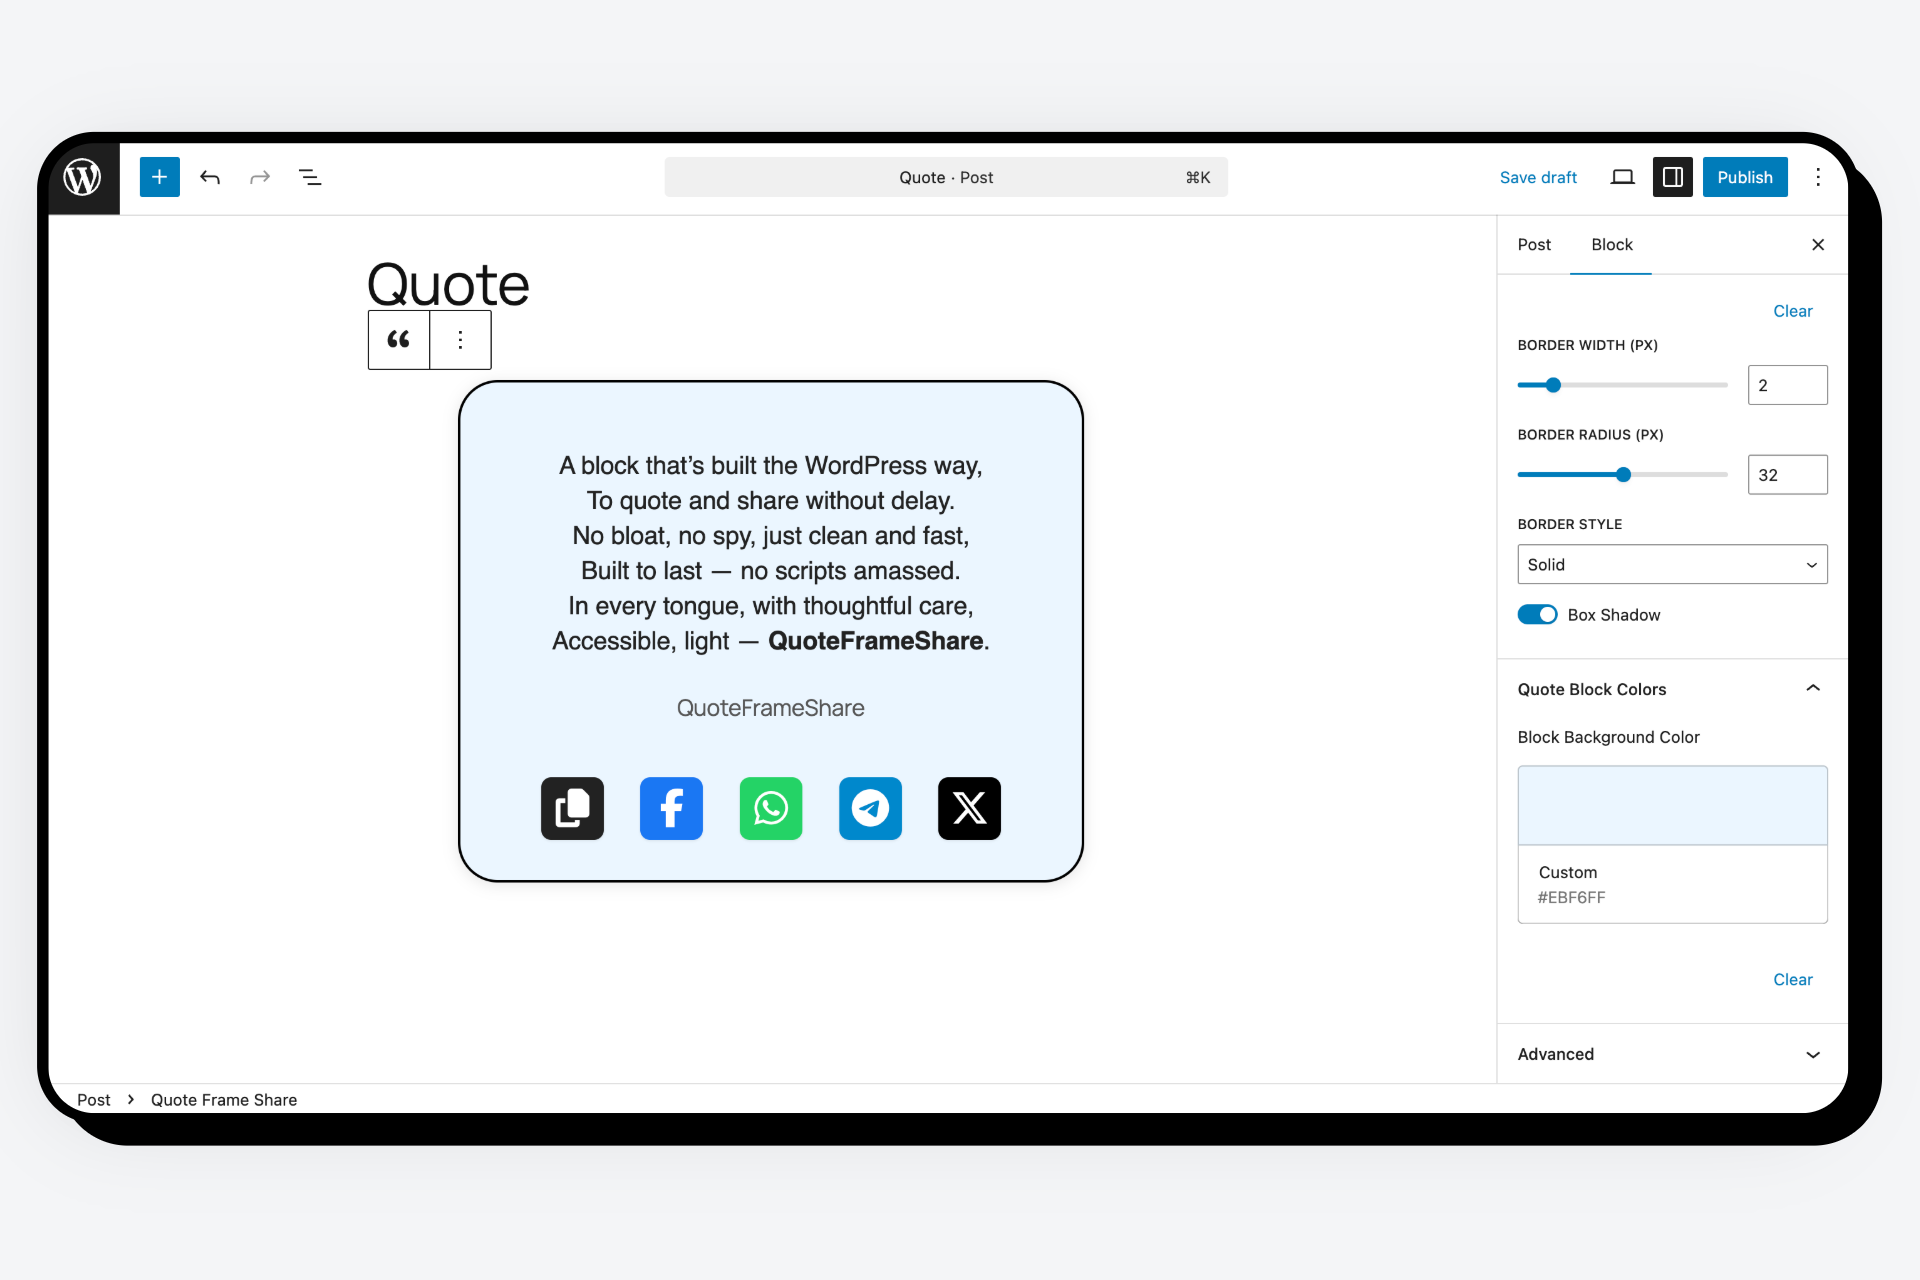 Quote · Post ⌘K
Save draft
Publish
Quote
A block that’s built the WordPress way,
To quote and share without delay.
No bloat, no spy, just clean and fast,
Built to last — no scripts amassed.
In every tongue, with thoughtful care,
Accessible, light — QuoteFrameShare.
QuoteFrameShare
Post Block
Clear
BORDER WIDTH (PX)
2
BORDER RADIUS (PX)
32
BORDER STYLE
Solid
Box Shadow
Quote Block Colors
Block Background Color
Custom
#EBF6FF
Clear
Advanced
Post > Quote Frame Share